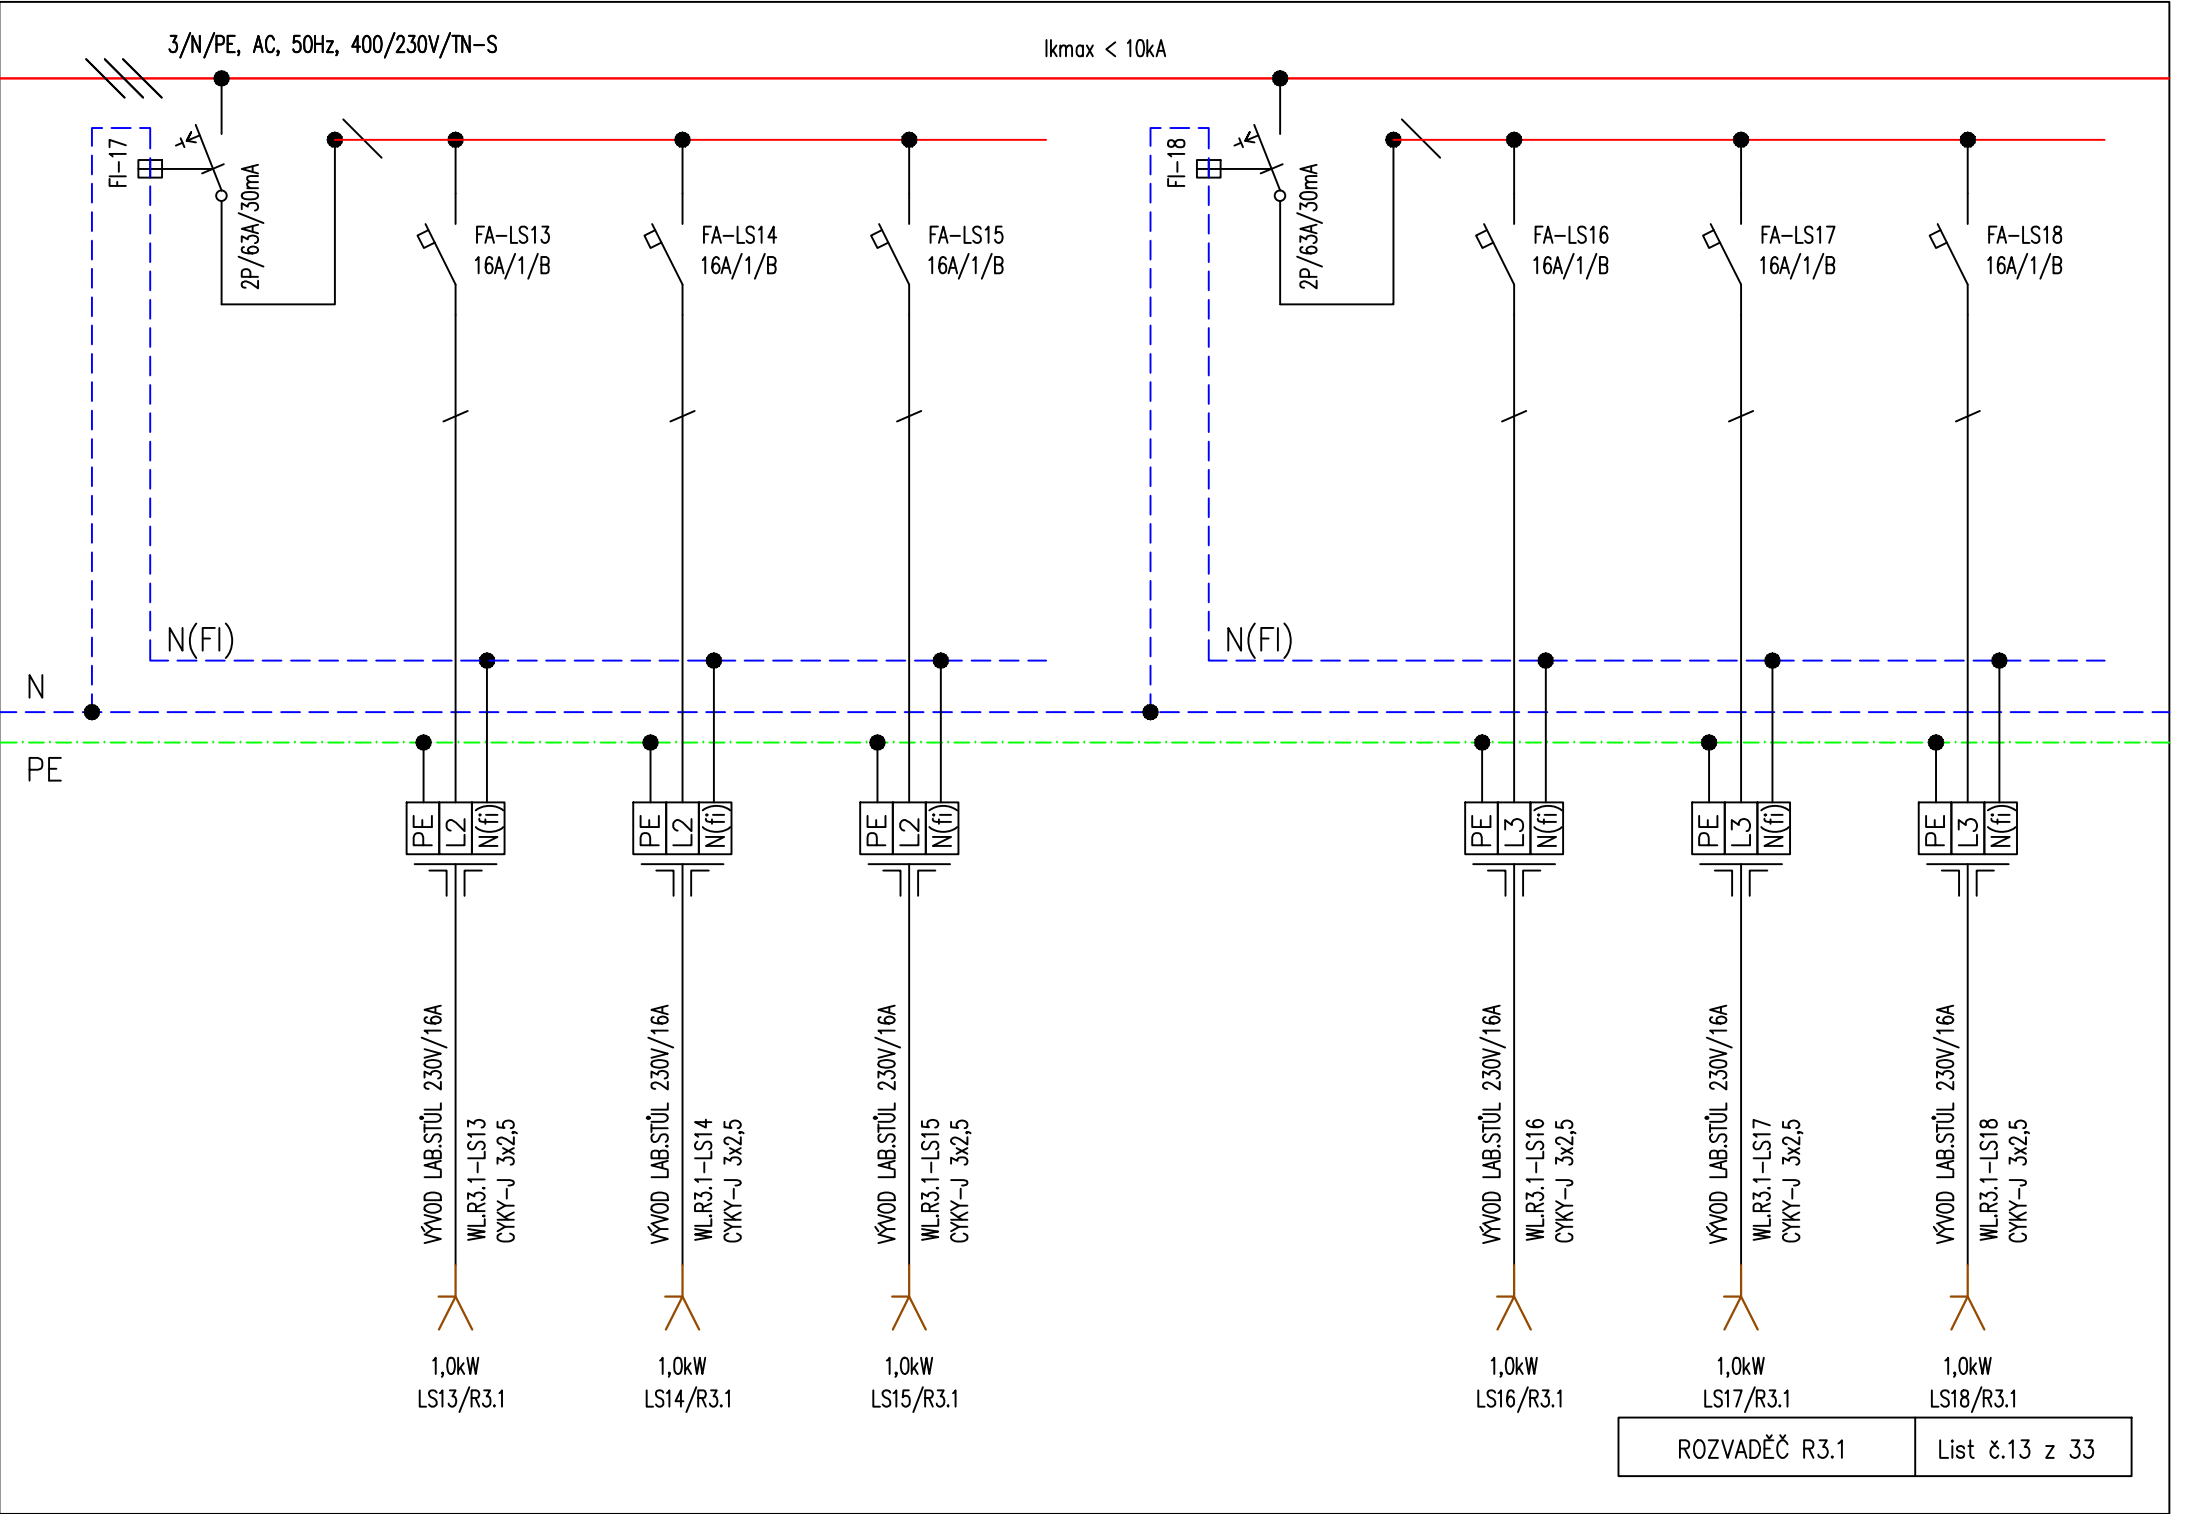 3/N/PE, AC, 50Hz, 400/230V/TN-S
Ikmax < 10kA
FI-17
2P/63A/30mA
FA-LS13
16A/1/B
FA-LS14
16A/1/B
FA-LS15
16A/1/B
FI-18
2P/63A/30mA
FA-LS16
16A/1/B
FA-LS17
16A/1/B
FA-LS18
16A/1/B
N(FI)
N(FI)
N
PE
PE
L2
N(fi)
PE
L2
N(fi)
PE
L2
N(fi)
PE
L3
N(fi)
PE
L3
N(fi)
PE
L3
N(fi)
VÝVOD LAB.STŮL 230V/16A
WL.R3.1-LS13
CYKY-J 3x2,5
VÝVOD LAB.STŮL 230V/16A
WL.R3.1-LS14
CYKY-J 3x2,5
VÝVOD LAB.STŮL 230V/16A
WL.R3.1-LS15
CYKY-J 3x2,5
VÝVOD LAB.STŮL 230V/16A
WL.R3.1-LS16
CYKY-J 3x2,5
VÝVOD LAB.STŮL 230V/16A
WL.R3.1-LS17
CYKY-J 3x2,5
VÝVOD LAB.STŮL 230V/16A
WL.R3.1-LS18
CYKY-J 3x2,5
1,0kW
LS13/R3.1
1,0kW
LS14/R3.1
1,0kW
LS15/R3.1
1,0kW
LS16/R3.1
1,0kW
LS17/R3.1
1,0kW
LS18/R3.1
ROZVADĚČ R3.1
List č.13 z 33